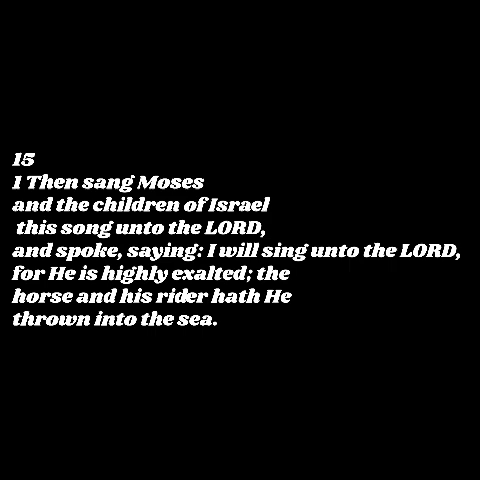 15
1 Then sang Moses
and the children of Israel
this song unto the LORD,
and spoke, saying: I will sing unto the LORD,
for He is highly exalted; the
horse and his rider hath He
thrown into the sea.